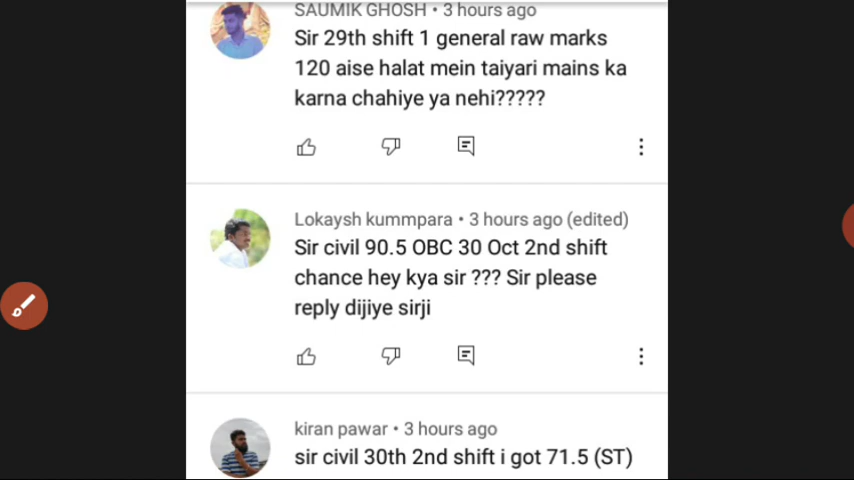 SAUMIK GHOSH • 3 hours ago
Sir 29th shift 1 general raw marks
120 aise halat mein taiyari mains ka
karna chahiye ya nehi?????
Lokaysh kummpara • 3 hours ago (edited)
Sir civil 90.5 OBC 30 Oct 2nd shift
chance hey kya sir ??? Sir please
reply dijiye sirji
kiran pawar • 3 hours ago
sir civil 30th 2nd shift i got 71.5 (ST)